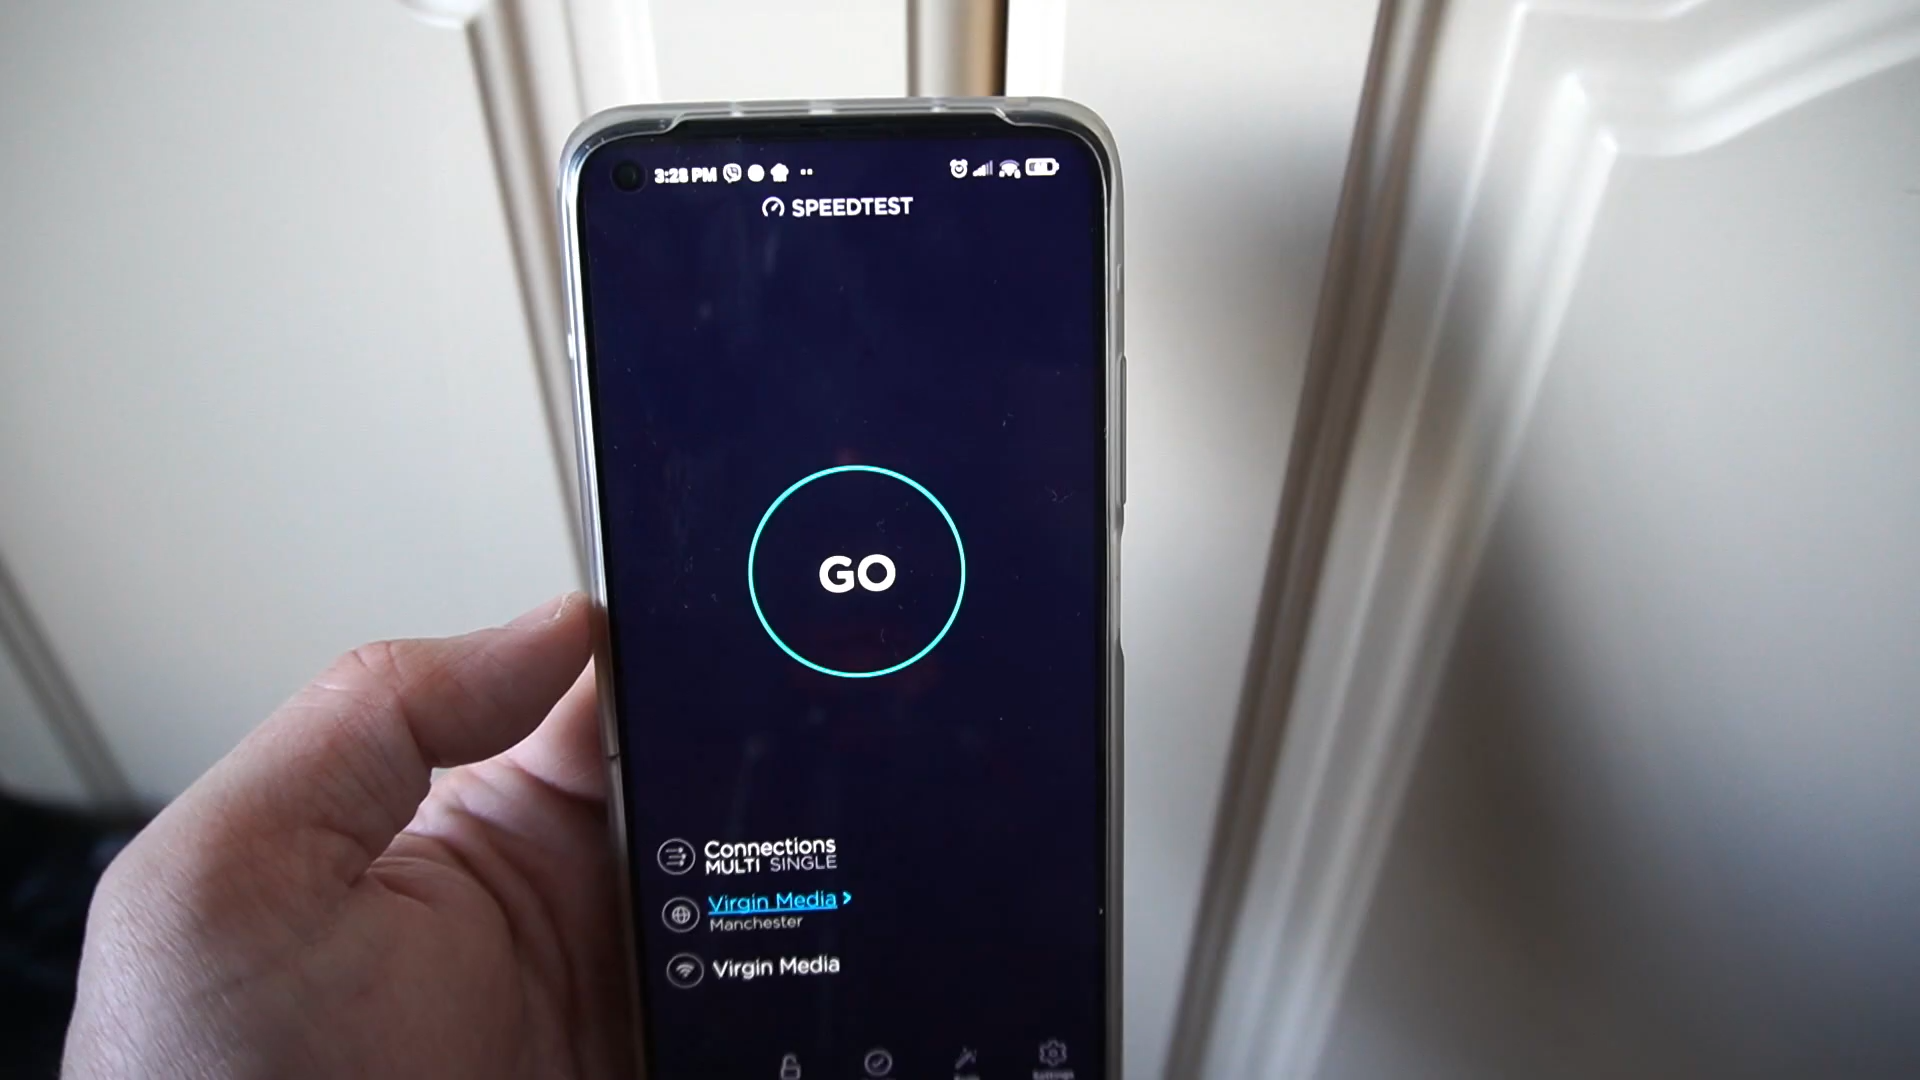 3:28 PM
SPEEDTEST
GO
Connections
MULTI SINGLE
Virgin Media >
Manchester
Virgin Media
Settings